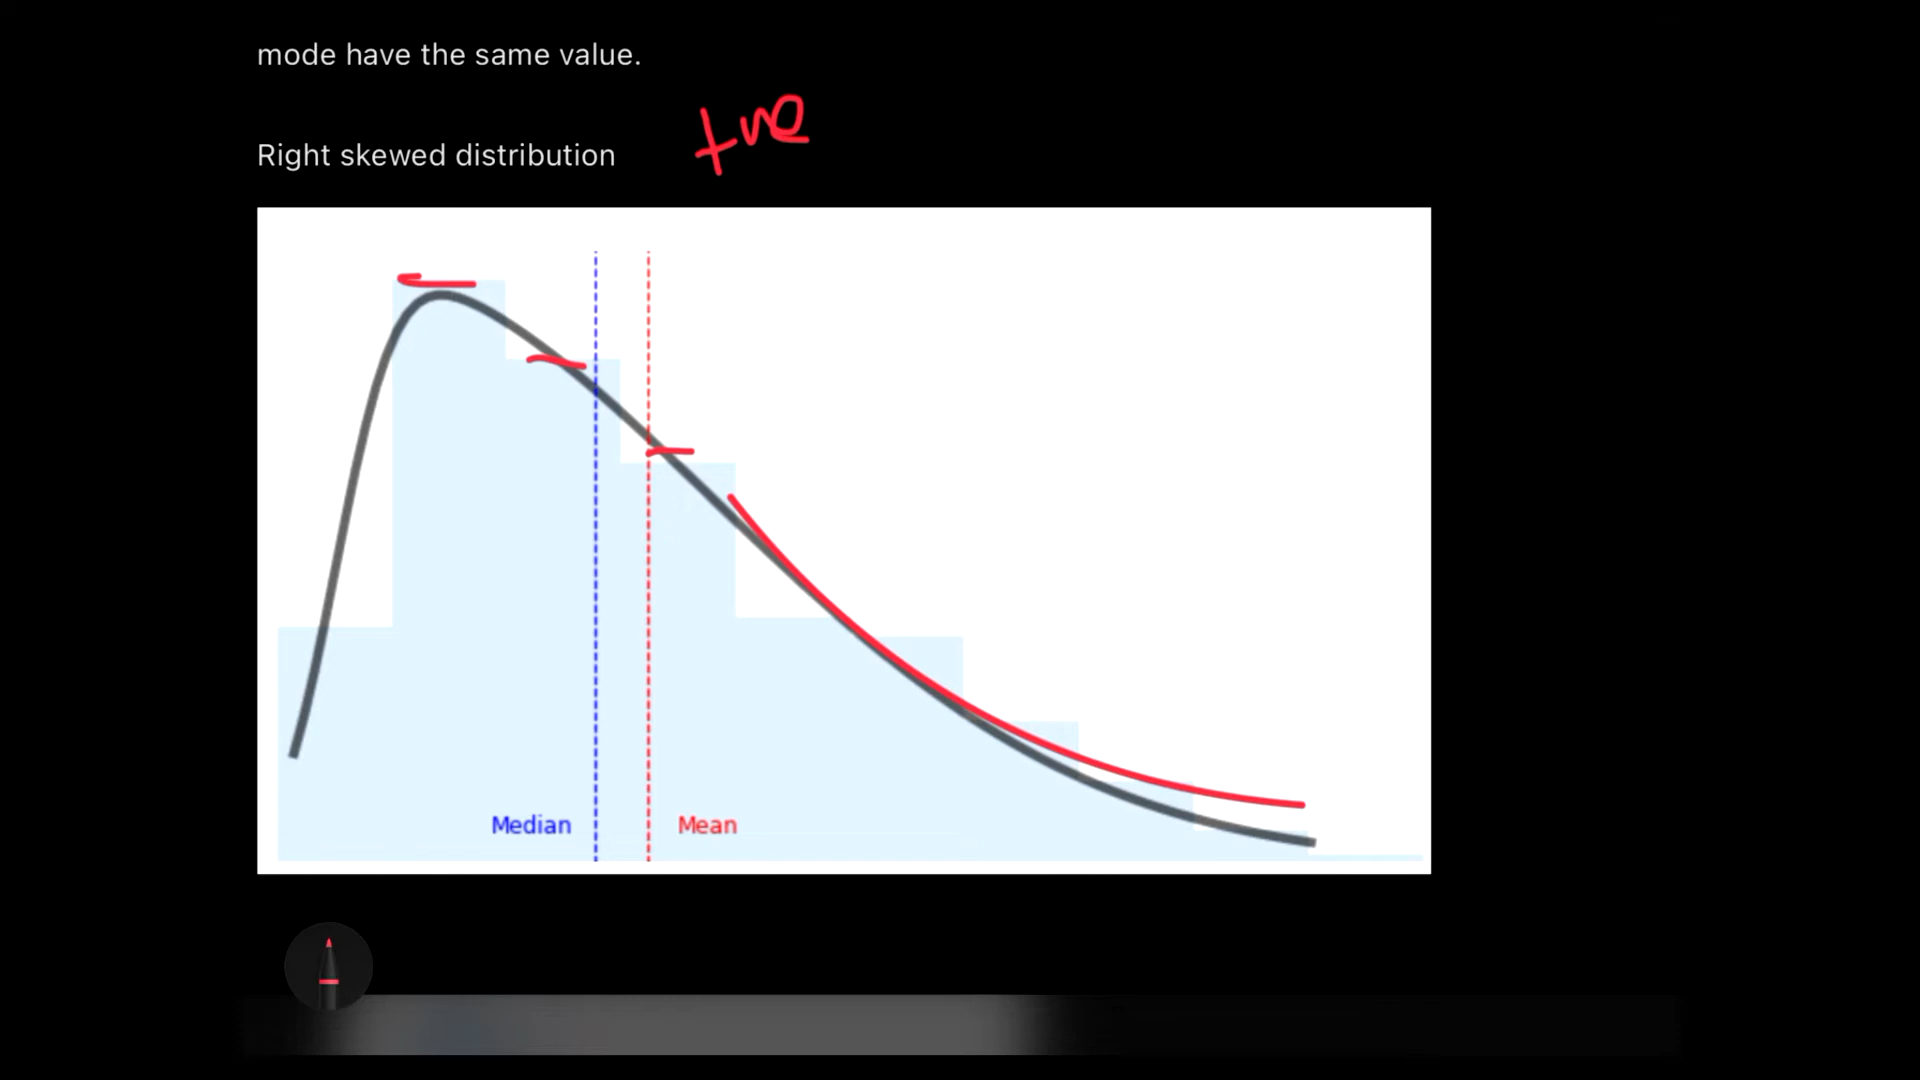 mode have the same value.
Right skewed distribution
+ve
Median
Mean